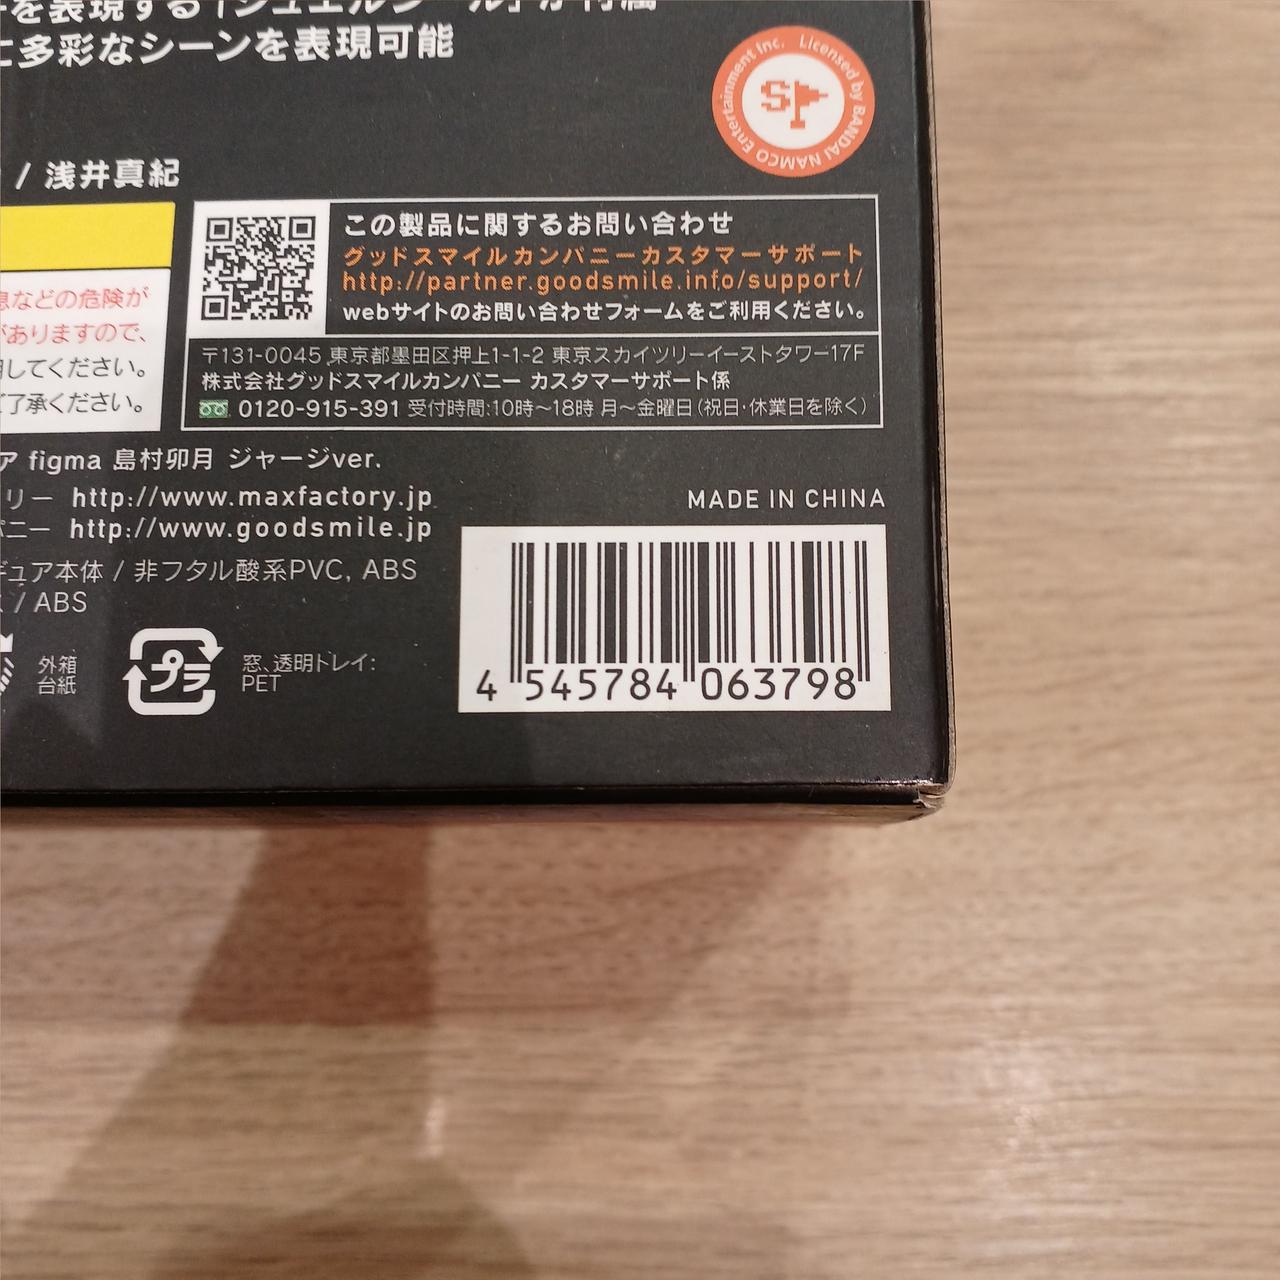 を表現する「ジュエルシール」が付属
に多彩なシーンを表現可能
Licensed by BANDAI NAMCO Entertainment Inc.
/ 浅井真紀
この製品に関するお問い合わせ
グッドスマイルカンパニーカスタマーサポート
http://partner.goodsmile.info/support/
webサイトのお問い合わせフォームをご利用ください。
息などの危険が
がありますので、
用してください。
ご了承ください。
〒131-0045 東京都墨田区押上1-1-2 東京スカイツリーイーストタワー17F
株式会社グッドスマイルカンパニー カスタマーサポート係
0120-915-391 受付時間:10時〜18時 月〜金曜日(祝日・休業日を除く)
ア figma 島村卯月 ジャージver.
リー http://www.maxfactory.jp
パニー http://www.goodsmile.jp
MADE IN CHINA
ギュア本体 / 非フタル酸系PVC, ABS
/ ABS
外箱
台紙
プラ
窓、透明トレイ:
PET
4 545784 063798